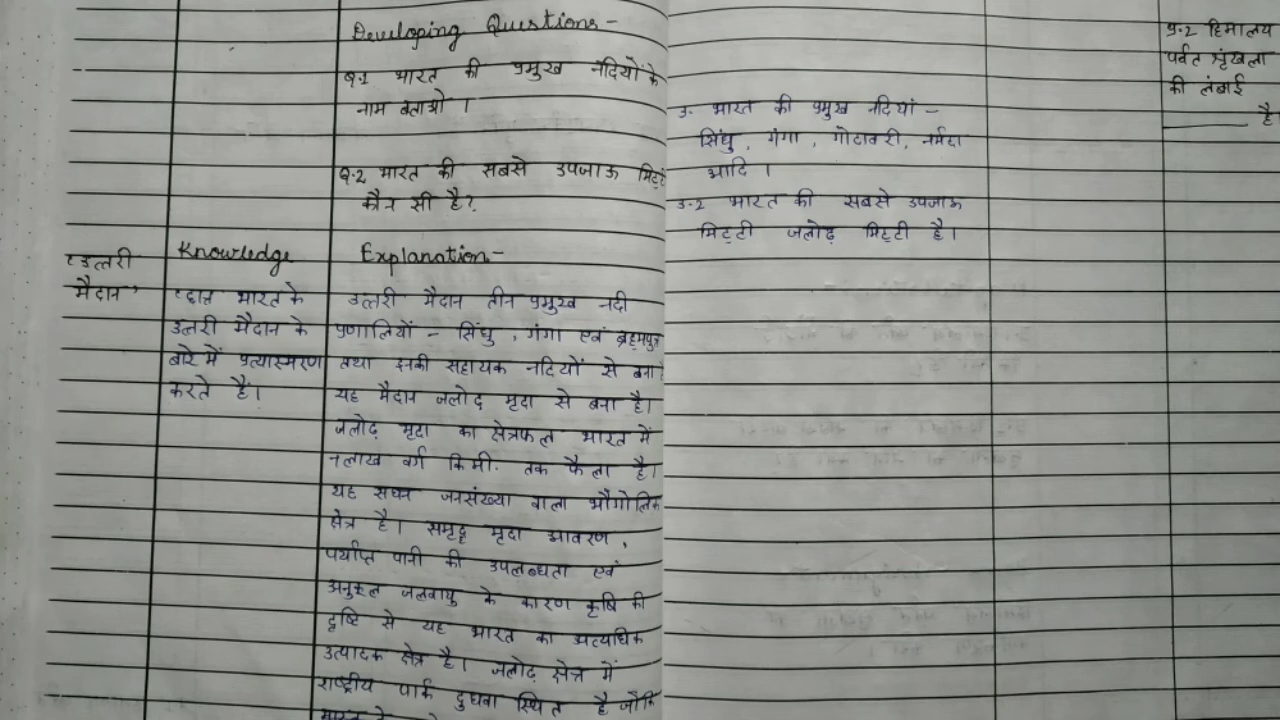 Developing Questions-
Q.1 भारत की प्रमुख नदियों के
नाम बताओ ।
Q.2 भारत की सबसे उपजाऊ मिट्टी
कौन सी है?
'उत्तरी
मैदान'
Knowledge
'छात्र भारत के
उत्तरी मैदान के
बारे में प्रत्यास्मरण
करते हैं।
Explanation-
उत्तरी मैदान तीन प्रमुख नदी
प्रणालियों - सिंधु, गंगा एवं ब्रह्मपुत्र
तथा इनकी सहायक नदियों से बना
यह मैदान जलोढ़ मृदा से बना है।
जलोढ़ मृदा का क्षेत्रफल भारत में
7लाख वर्ग किमी. तक फैला है।
यह सघन जनसंख्या वाला भौगोलिक
क्षेत्र है। समृद्ध मृदा आवरण,
पर्याप्त पानी की उपलब्धता एवं
अनुकूल जलवायु के कारण कृषि की
दृष्टि से यह भारत का अत्यधिक
उत्पादक क्षेत्र है। जलोढ़ क्षेत्र में
राष्ट्रीय पार्क दुधवा स्थित है जोकि
भारत के
उ. भारत की प्रमुख नदियां -
सिंधु, गंगा, गोदावरी, नर्मदा
आदि ।
उ-2 भारत की सबसे उपजाऊ
मिट्टी जलोढ़ मिट्टी है।
प्र.2 हिमालय
पर्वत श्रृंखला
की लंबाई
________ है